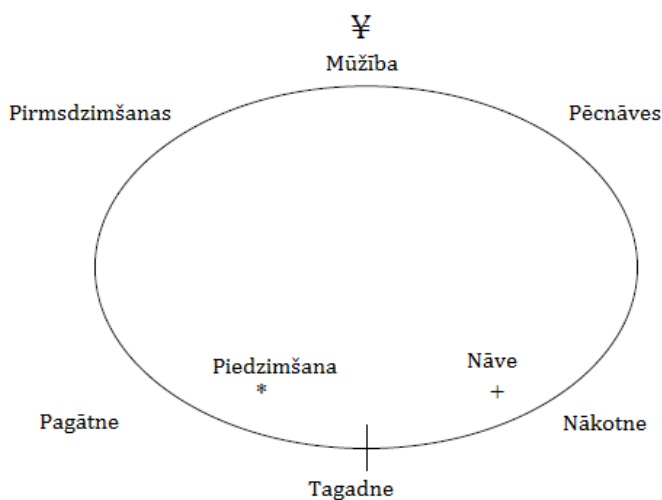 ¥
Mūžība
Pirmsdzimšanas
Pēcnāves
Piedzimšana
*
Nāve
+
Pagātne
Nākotne
Tagadne